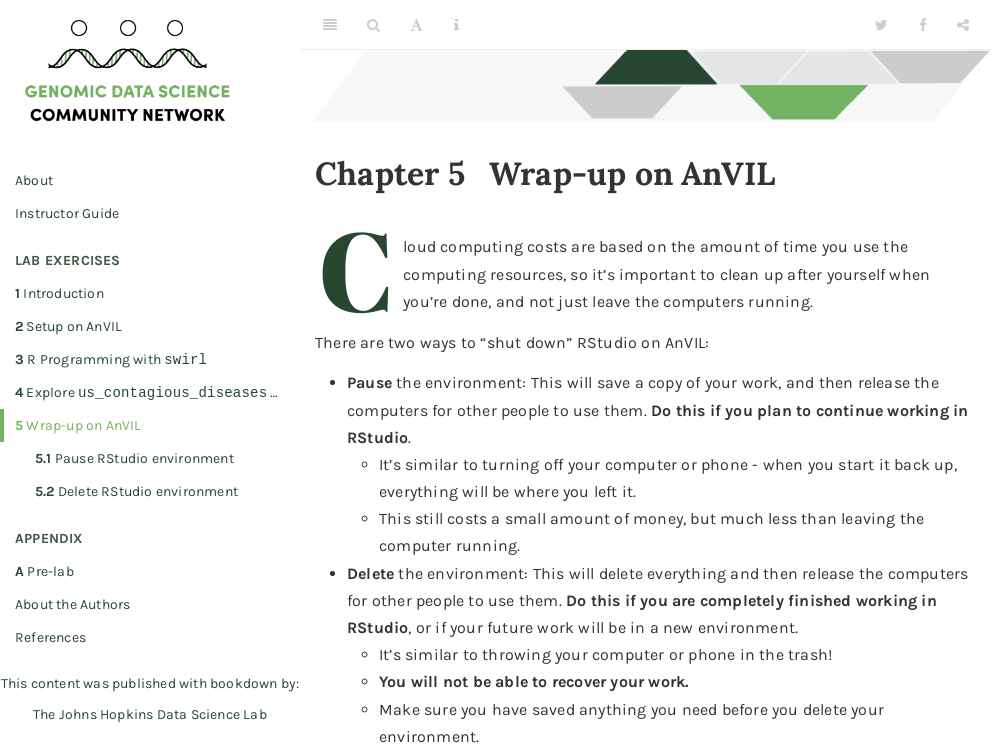 GENOMIC DATA SCIENCE
COMMUNITY NETWORK
About
Instructor Guide
LAB EXERCISES
1 Introduction
2 Setup on AnVIL
3 R Programming with swirl
4 Explore us_contagious_diseases …
5 Wrap-up on AnVIL
5.1 Pause RStudio environment
5.2 Delete RStudio environment
APPENDIX
A Pre-lab
About the Authors
References
This content was published with bookdown by:
The Johns Hopkins Data Science Lab
A
Chapter 5 Wrap-up on AnVIL
Cloud computing costs are based on the amount of time you use the
computing resources, so it’s important to clean up after yourself when
you’re done, and not just leave the computers running.
There are two ways to “shut down” RStudio on AnVIL:
• Pause the environment: This will save a copy of your work, and then release the
computers for other people to use them. Do this if you plan to continue working in
RStudio.
◦ It’s similar to turning off your computer or phone - when you start it back up,
everything will be where you left it.
◦ This still costs a small amount of money, but much less than leaving the
computer running.
• Delete the environment: This will delete everything and then release the computers
for other people to use them. Do this if you are completely finished working in
RStudio, or if your future work will be in a new environment.
◦ It’s similar to throwing your computer or phone in the trash!
◦ You will not be able to recover your work.
◦ Make sure you have saved anything you need before you delete your
environment.